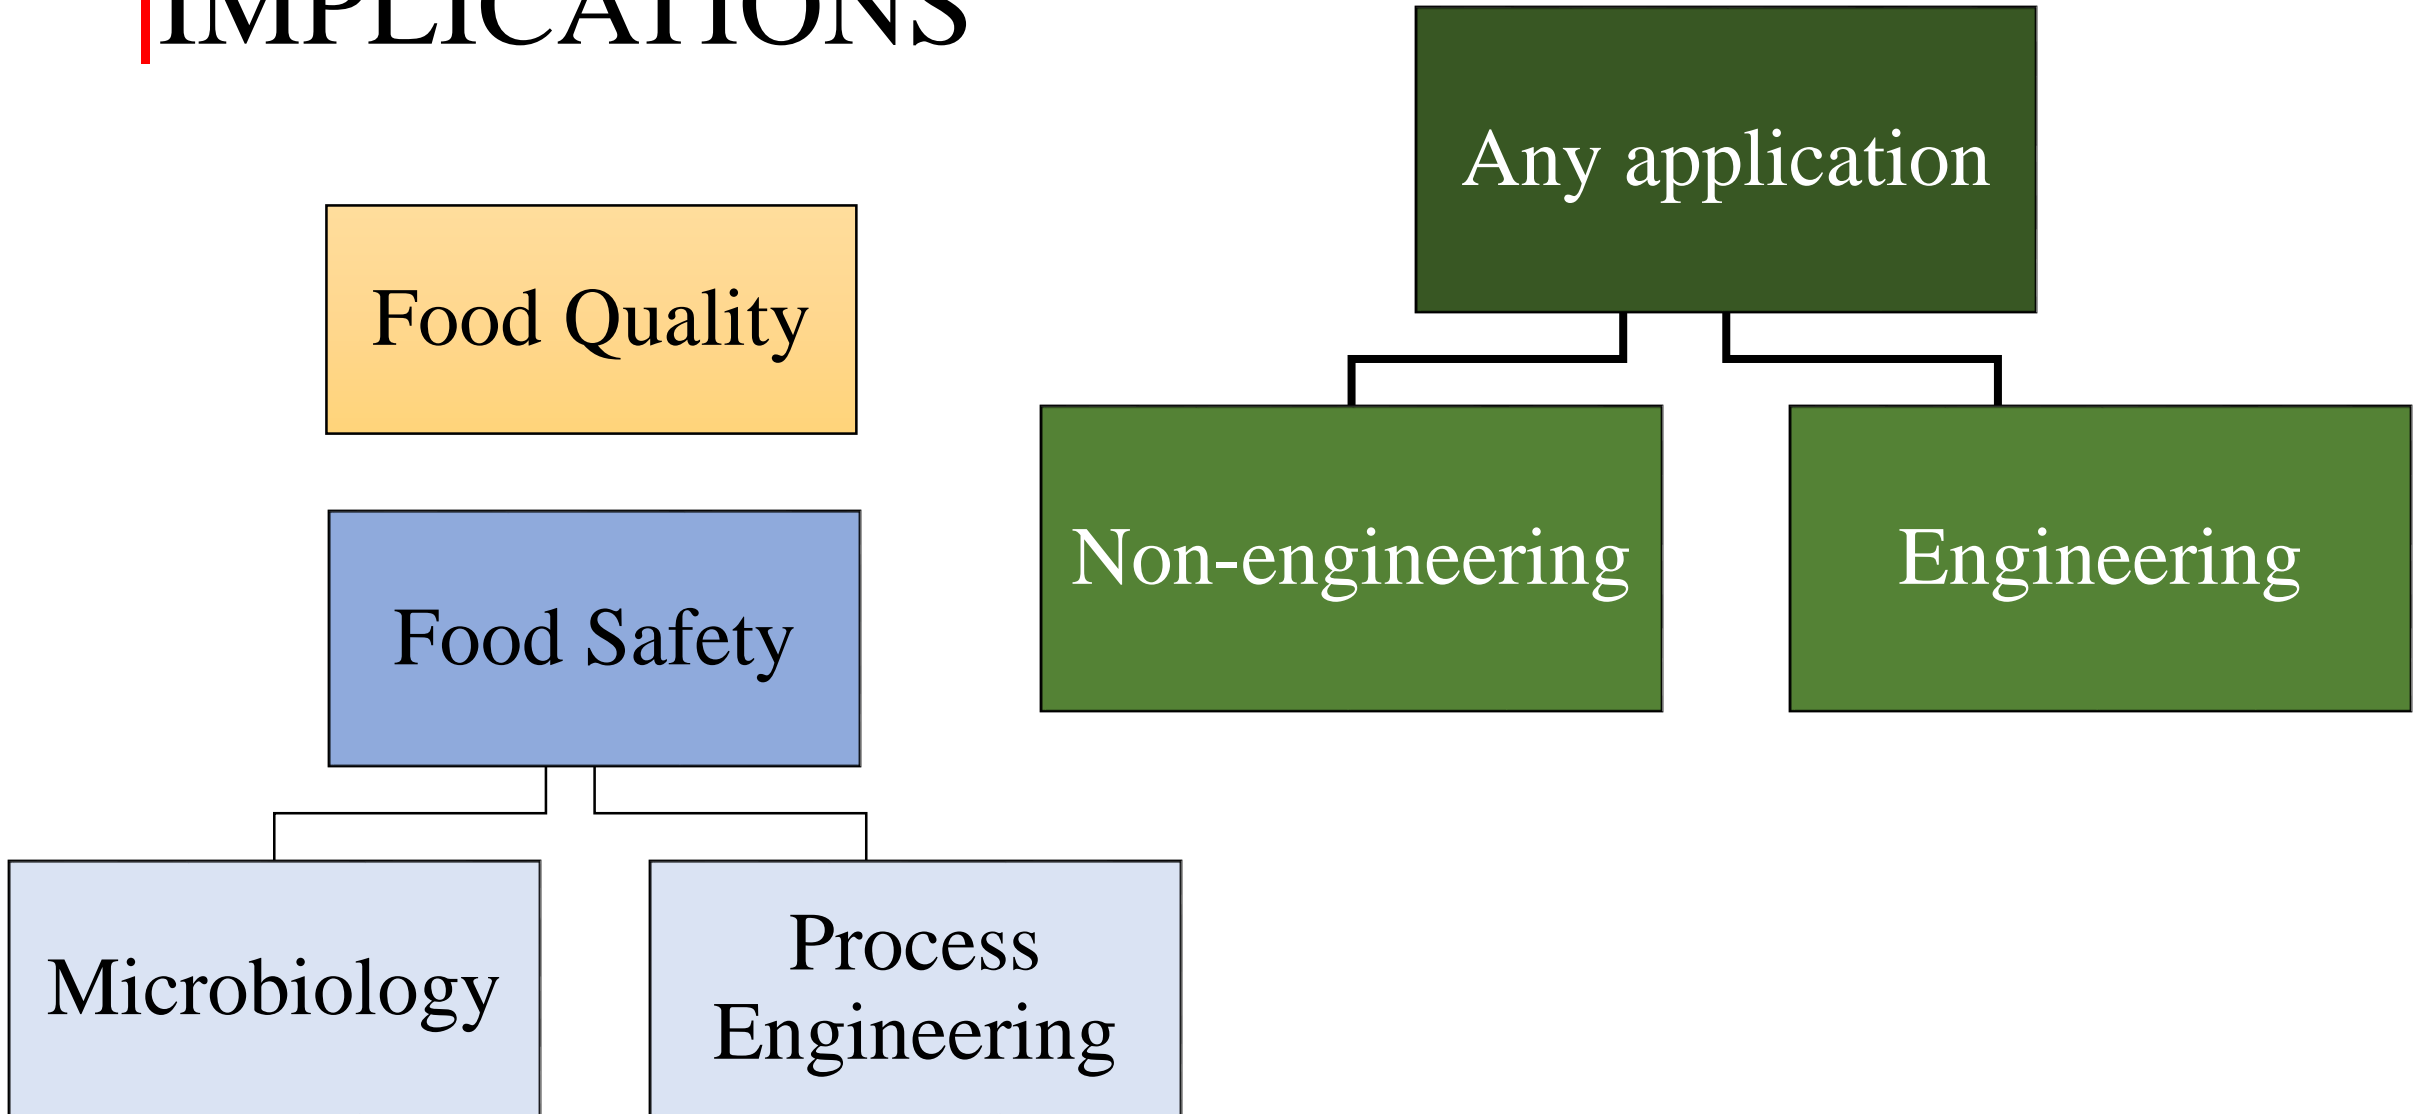 IMPLICATIONS
Food Quality
Food Safety
Microbiology
Process
Engineering
Any application
Non-engineering
Engineering